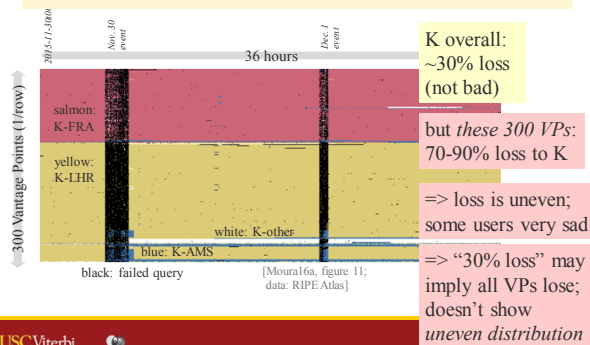 2015-11-30t00
Nov. 30
event
Dec. 1
event
36 hours
300 Vantage Points (1/row)
salmon:
K-FRA
yellow:
K-LHR
white: K-other
blue: K-AMS
black: failed query
[Moura16a, figure 11;
data: RIPE Atlas]
K overall:
~30% loss
(not bad)
but these 300 VPs:
70-90% loss to K
=> loss is uneven;
some users very sad
=> “30% loss” may
imply all VPs lose;
doesn’t show
uneven distribution
USC Viterbi